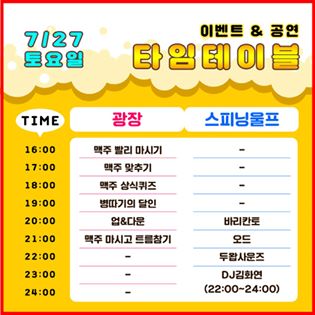 7/27
토요일
이벤트 & 공연
타임테이블
TIME 광장 스피닝울프
16:00 맥주 빨리 마시기 -
17:00 맥주 맞추기 -
18:00 맥주 상식퀴즈 -
19:00 병따기의 달인 -
20:00 업&다운 바리칸토
21:00 맥주 마시고 트름참기 오드
22:00 - 두왑사운즈
23:00 - DJ김화연
24:00 - (22:00~24:00)